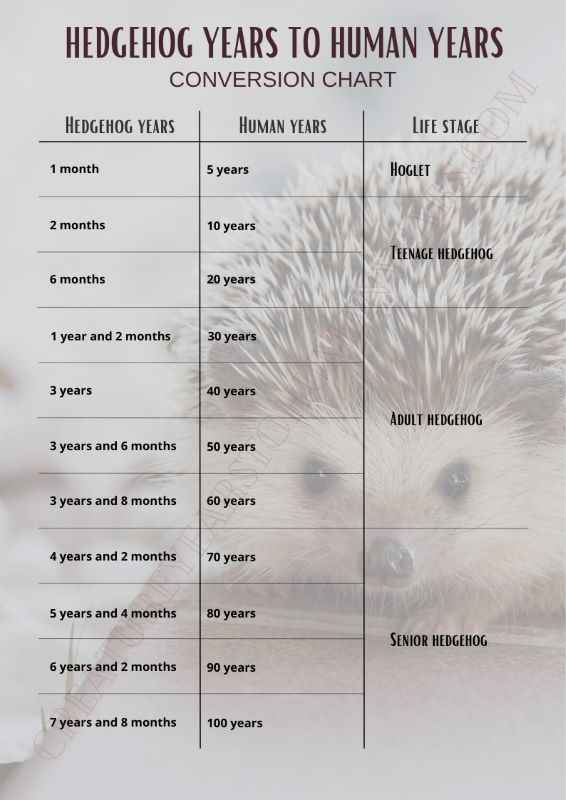 HEDGEHOG YEARS TO HUMAN YEARS
CONVERSION CHART
HEDGEHOG YEARS HUMAN YEARS LIFE STAGE
1 month 5 years HOGLET
2 months 10 years
TEENAGE HEDGEHOG
6 months 20 years
1 year and 2 months 30 years
3 years 40 years
ADULT HEDGEHOG
3 years and 6 months 50 years
3 years and 8 months 60 years
4 years and 2 months 70 years
5 years and 4 months 80 years
SENIOR HEDGEHOG
6 years and 2 months 90 years
7 years and 8 months 100 years